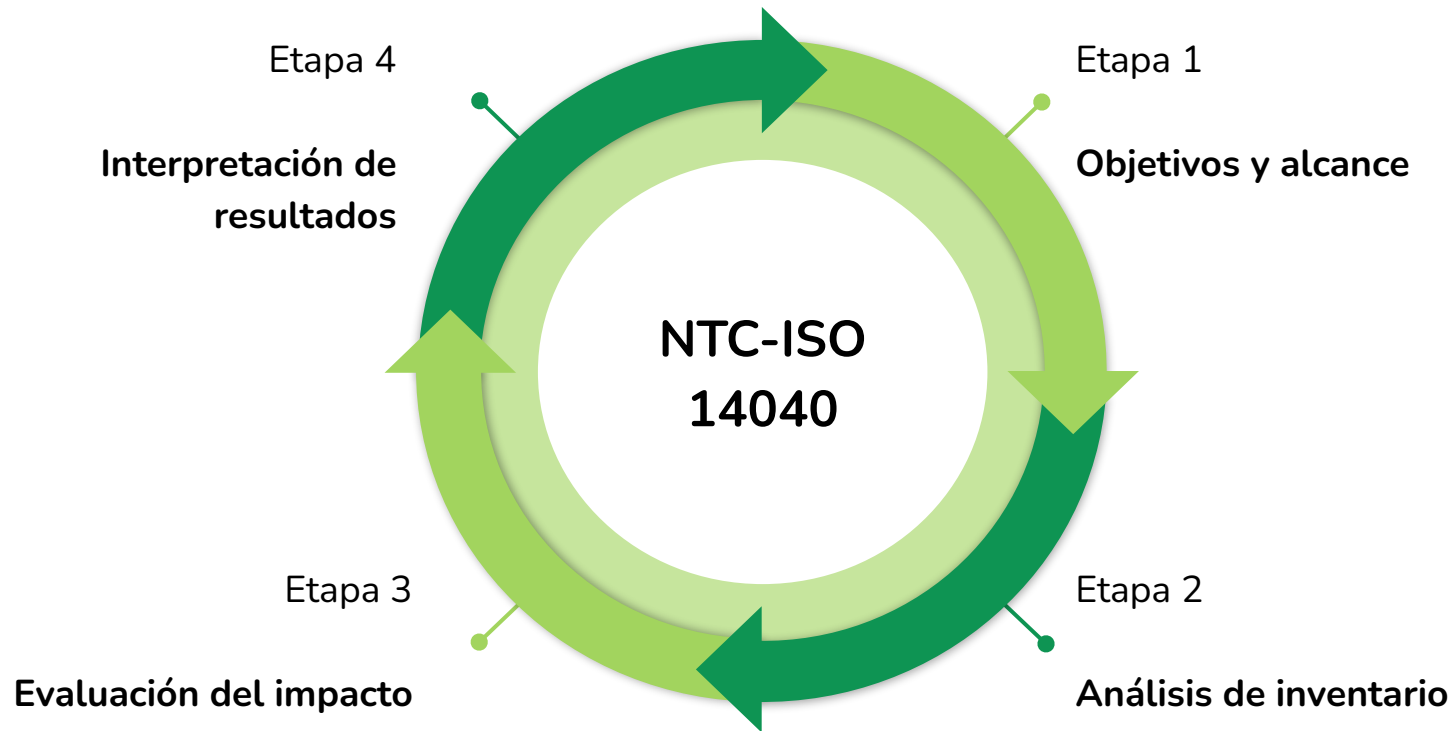 Etapa 1
Objetivos y alcance
Etapa 2
Análisis de inventario
Etapa 3
Evaluación del impacto
Etapa 4
Interpretación de
resultados
NTC-ISO
14040